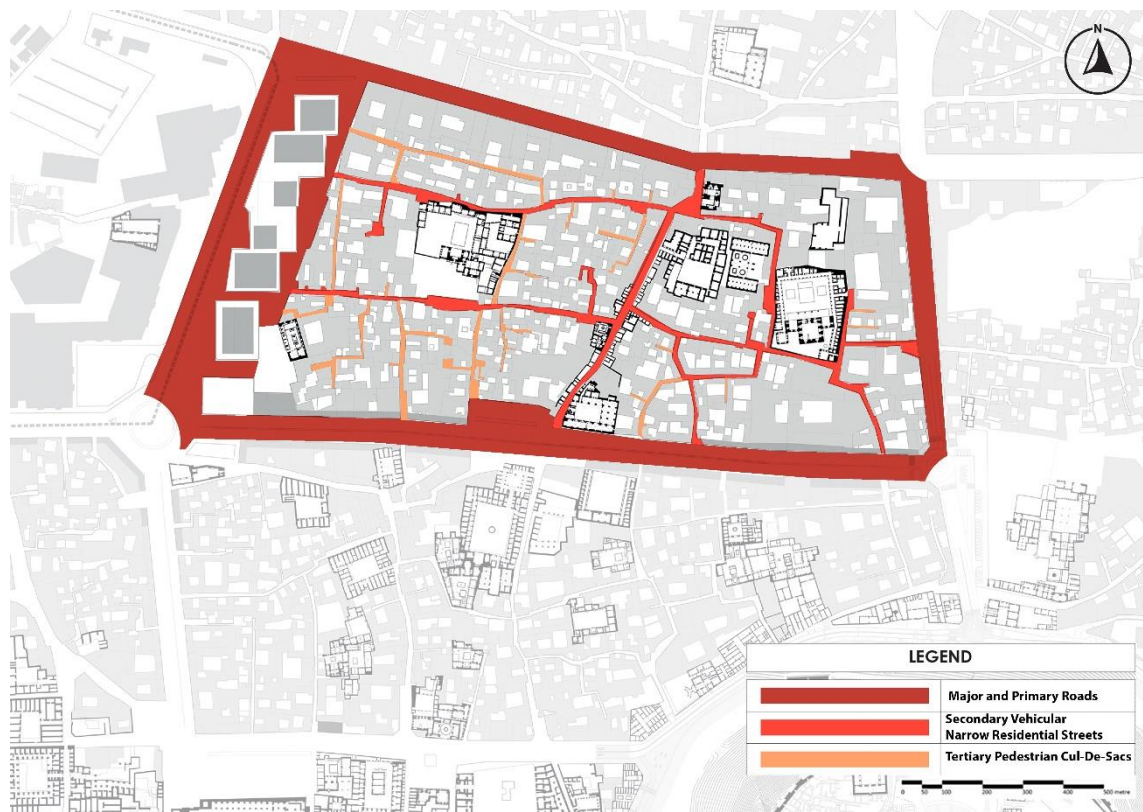 N
LEGEND
Major and Primary Roads
Secondary Vehicular
Narrow Residential Streets
Tertiary Pedestrian Cul-De-Sacs
0 50 100 200 300 400 500 metre